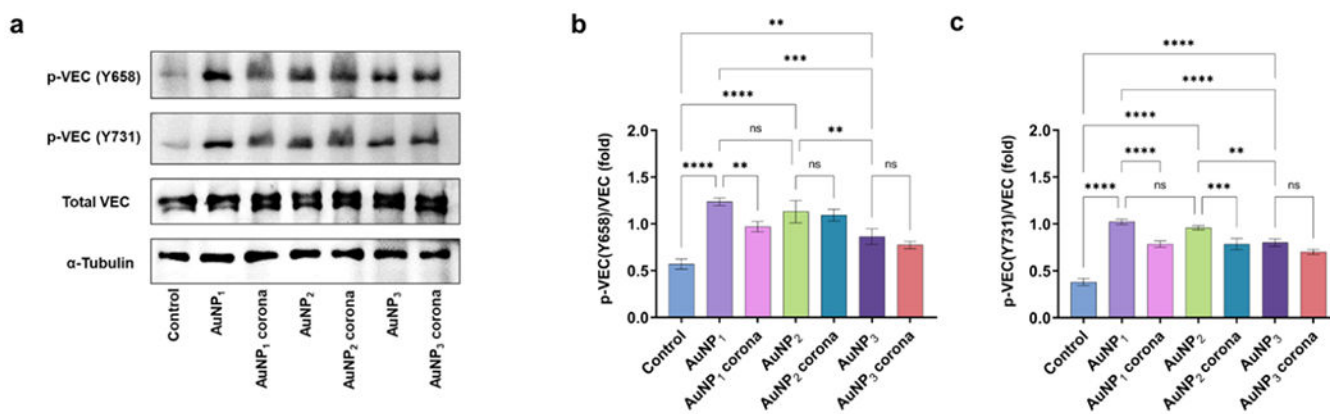 a
p-VEC (Y658)
p-VEC (Y731)
Total VEC
α-Tubulin
Control
AuNP₁
AuNP₁ corona
AuNP₂
AuNP₂ corona
AuNP₃
AuNP₃ corona
b
**
***
****
ns
**
****
**
ns
ns
p-VEC(Y658)/VEC (fold)
2.0
1.5
1.0
0.5
0.0
Control
AuNP₁
AuNP₁ corona
AuNP₂
AuNP₂ corona
AuNP₃
AuNP₃ corona
c
****
****
****
****
**
****
ns
***
ns
p-VEC(Y731)/VEC (fold)
2.0
1.5
1.0
0.5
0.0
Control
AuNP₁
AuNP₁ corona
AuNP₂
AuNP₂ corona
AuNP₃
AuNP₃ corona